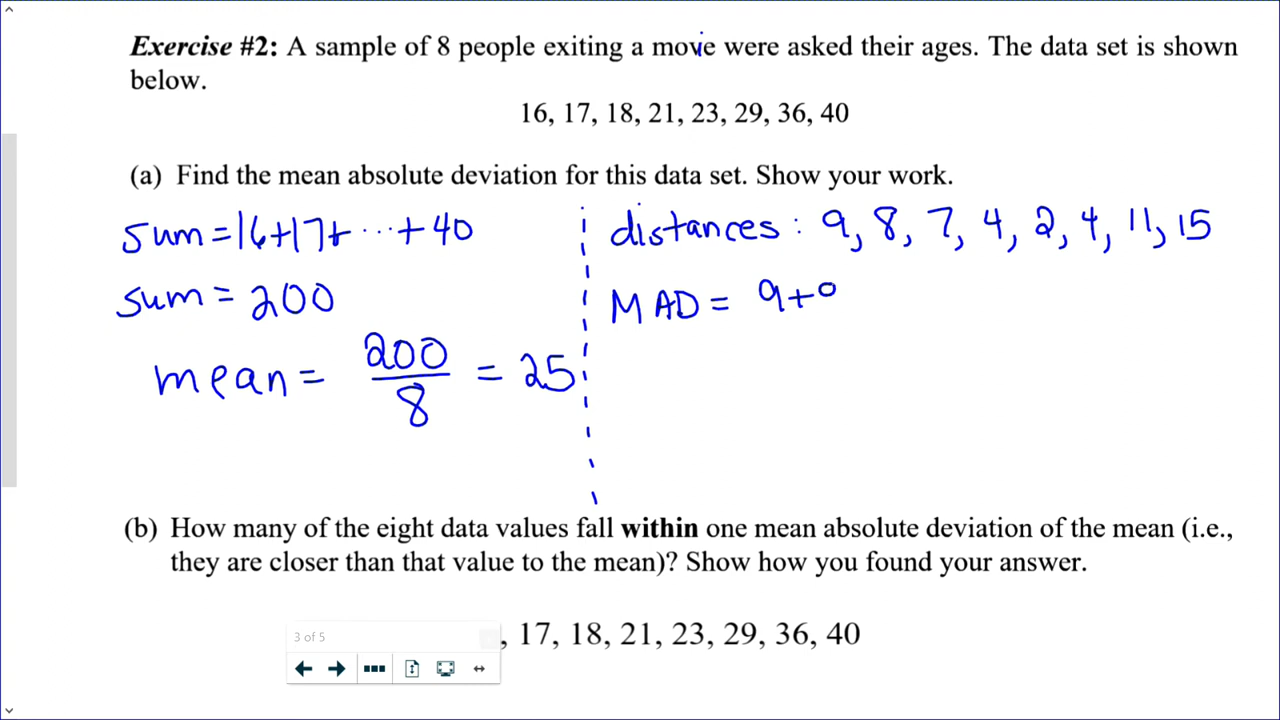 Exercise #2: A sample of 8 people exiting a movie were asked their ages. The data set is shown
below.
16, 17, 18, 21, 23, 29, 36, 40
(a) Find the mean absolute deviation for this data set. Show your work.
sum = 16+17+ ... + 40
sum = 200
mean = 200/8 = 25
distances : 9, 8, 7, 4, 2, 4, 11, 15
MAD = 9+
(b) How many of the eight data values fall within one mean absolute deviation of the mean (i.e.,
they are closer than that value to the mean)? Show how you found your answer.
, 17, 18, 21, 23, 29, 36, 40
3 of 5